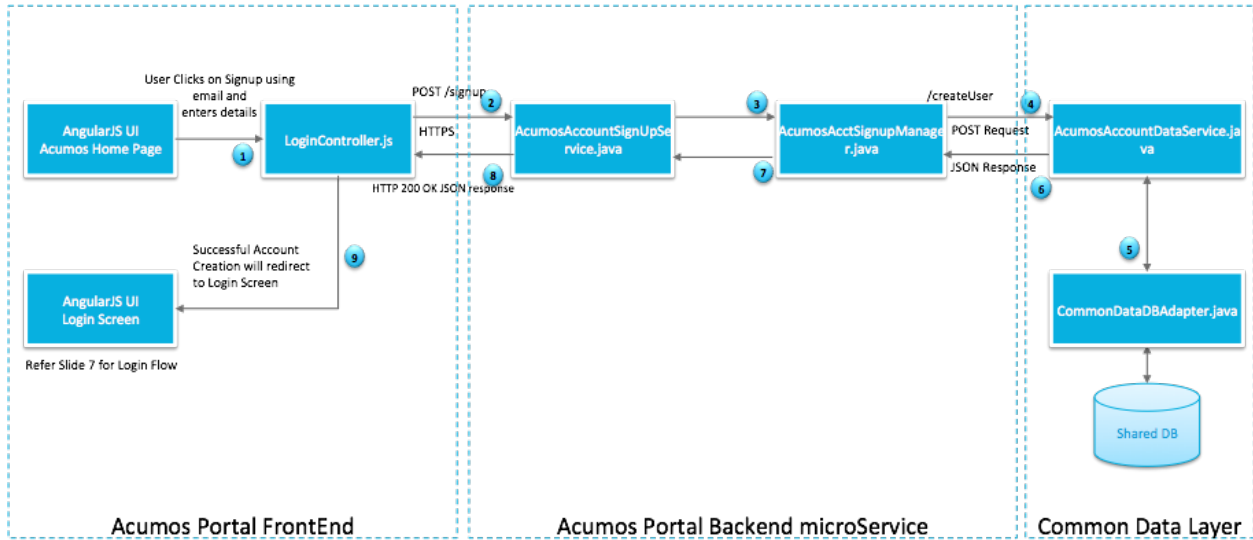 User Clicks on Signup using
email and
enters details
POST /signup
2
3
/createUser
4
AngularJS UI
Acumos Home Page
1
LoginController.js
HTTPS
AcumosAccountSignUpSe
rvice.java
AcumosAcctSignupManage
r.java
POST Request
AcumosAccountDataService.ja
va
8
7
JSON Response
6
HTTP 200 OK JSON response
Successful Account
Creation will redirect
to Login Screen
9
5
AngularJS UI
Login Screen
CommonDataDBAdapter.java
Refer Slide 7 for Login Flow
Shared DB
Acumos Portal FrontEnd
Acumos Portal Backend microService
Common Data Layer